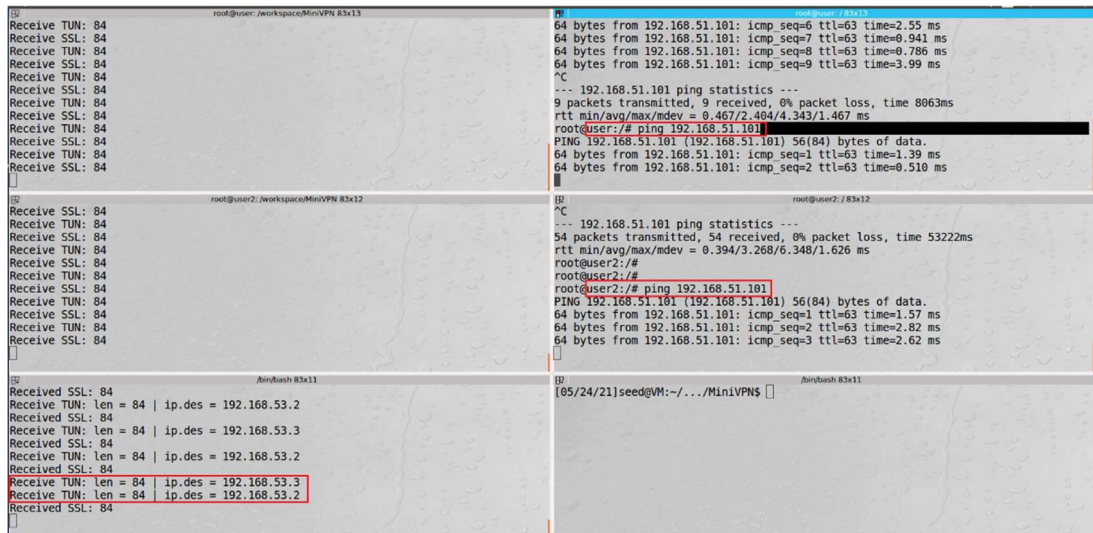 root@user: /workspace/MiniVPN 83x13
Receive TUN: 84
Receive SSL: 84
Receive TUN: 84
Receive SSL: 84
Receive TUN: 84
Receive SSL: 84
Receive TUN: 84
Receive SSL: 84
Receive TUN: 84
Receive SSL: 84
Receive TUN: 84
Receive SSL: 84
root@user: / 83x13
64 bytes from 192.168.51.101: icmp_seq=6 ttl=63 time=2.55 ms
64 bytes from 192.168.51.101: icmp_seq=7 ttl=63 time=0.941 ms
64 bytes from 192.168.51.101: icmp_seq=8 ttl=63 time=0.786 ms
64 bytes from 192.168.51.101: icmp_seq=9 ttl=63 time=3.99 ms
^C
--- 192.168.51.101 ping statistics ---
9 packets transmitted, 9 received, 0% packet loss, time 8063ms
rtt min/avg/max/mdev = 0.467/2.404/4.343/1.467 ms
root@user:/# ping 192.168.51.101
PING 192.168.51.101 (192.168.51.101) 56(84) bytes of data.
64 bytes from 192.168.51.101: icmp_seq=1 ttl=63 time=1.39 ms
64 bytes from 192.168.51.101: icmp_seq=2 ttl=63 time=0.510 ms
root@user2: /workspace/MiniVPN 83x12
Receive SSL: 84
Receive TUN: 84
Receive SSL: 84
Receive TUN: 84
Receive SSL: 84
Receive TUN: 84
Receive SSL: 84
Receive TUN: 84
Receive SSL: 84
Receive TUN: 84
Receive SSL: 84
root@user2: / 83x12
^C
--- 192.168.51.101 ping statistics ---
54 packets transmitted, 54 received, 0% packet loss, time 53222ms
rtt min/avg/max/mdev = 0.394/3.268/6.348/1.626 ms
root@user2:/#
root@user2:/#
root@user2:/# ping 192.168.51.101
PING 192.168.51.101 (192.168.51.101) 56(84) bytes of data.
64 bytes from 192.168.51.101: icmp_seq=1 ttl=63 time=1.57 ms
64 bytes from 192.168.51.101: icmp_seq=2 ttl=63 time=2.82 ms
64 bytes from 192.168.51.101: icmp_seq=3 ttl=63 time=2.62 ms
/bin/bash 83x11
Received SSL: 84
Receive TUN: len = 84 | ip.des = 192.168.53.2
Received SSL: 84
Receive TUN: len = 84 | ip.des = 192.168.53.3
Received SSL: 84
Receive TUN: len = 84 | ip.des = 192.168.53.2
Received SSL: 84
Receive TUN: len = 84 | ip.des = 192.168.53.3
Receive TUN: len = 84 | ip.des = 192.168.53.2
Received SSL: 84
/bin/bash 83x11
[05/24/21]seed@VM:~/.../MiniVPN$